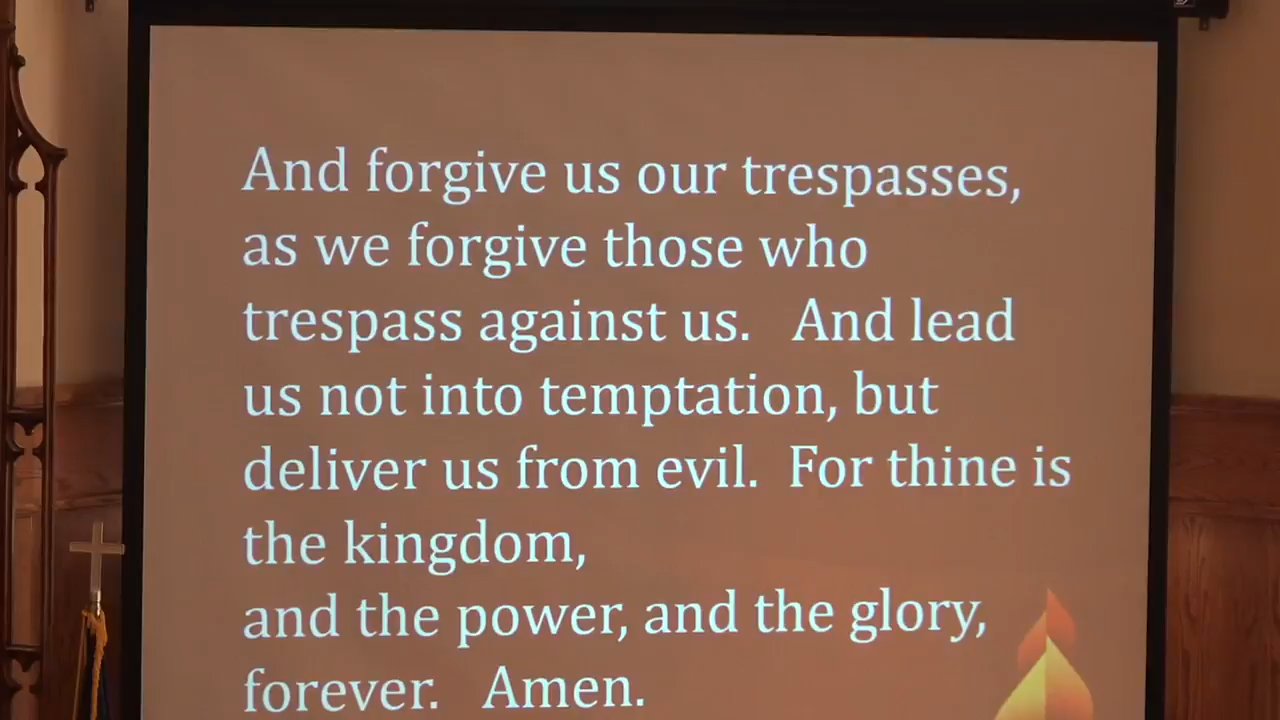 And forgive us our trespasses,
as we forgive those who
trespass against us.   And lead
us not into temptation, but
deliver us from evil.  For thine is
the kingdom,
and the power, and the glory,
forever.   Amen.